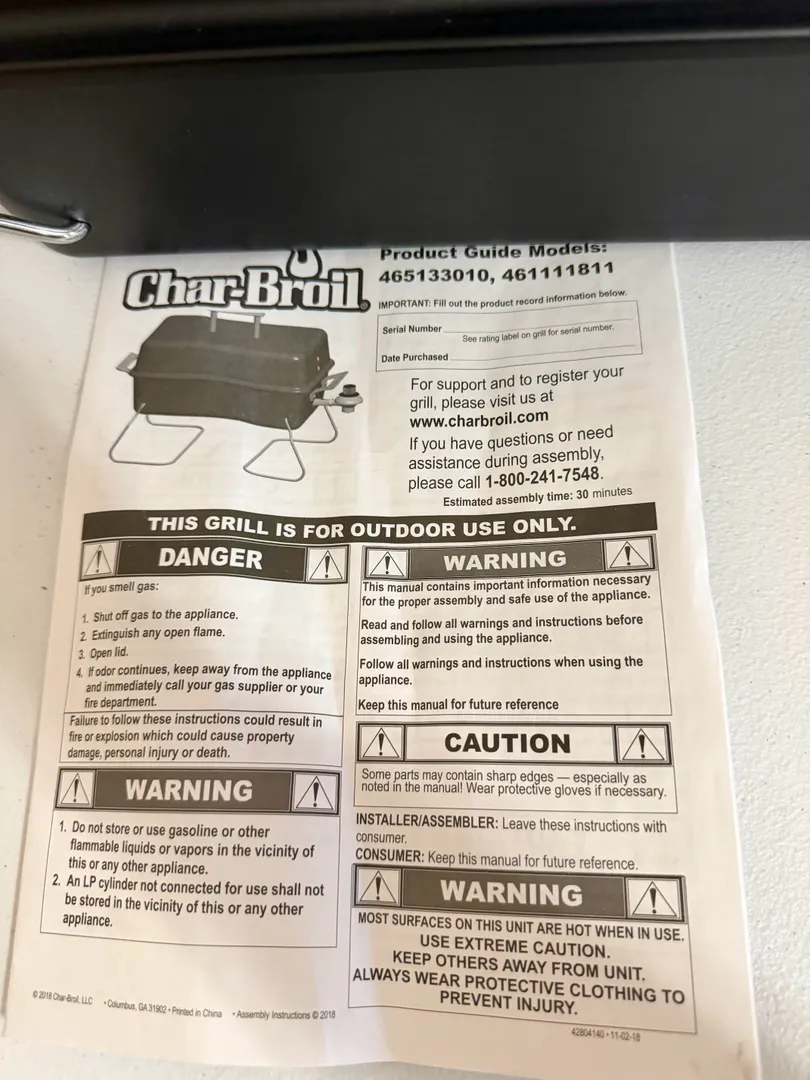 Char-Broil®
Product Guide Models:
465133010, 461111811
IMPORTANT: Fill out the product record information below.
Serial Number
See rating label on grill for serial number.
Date Purchased
For support and to register your
grill, please visit us at
www.charbroil.com
If you have questions or need
assistance during assembly,
please call 1-800-241-7548.
Estimated assembly time: 30 minutes
THIS GRILL IS FOR OUTDOOR USE ONLY.
DANGER
If you smell gas:
1. Shut off gas to the appliance.
2. Extinguish any open flame.
3. Open lid.
4. If odor continues, keep away from the appliance
and immediately call your gas supplier or your
fire department.
Failure to follow these instructions could result in
fire or explosion which could cause property
damage, personal injury or death.
WARNING
1. Do not store or use gasoline or other
flammable liquids or vapors in the vicinity of
this or any other appliance.
2. An LP cylinder not connected for use shall not
be stored in the vicinity of this or any other
appliance.
WARNING
This manual contains important information necessary
for the proper assembly and safe use of the appliance.
Read and follow all warnings and instructions before
assembling and using the appliance.
Follow all warnings and instructions when using the
appliance.
Keep this manual for future reference
CAUTION
Some parts may contain sharp edges — especially as
noted in the manual! Wear protective gloves if necessary.
INSTALLER/ASSEMBLER: Leave these instructions with
consumer.
CONSUMER: Keep this manual for future reference.
WARNING
MOST SURFACES ON THIS UNIT ARE HOT WHEN IN USE.
USE EXTREME CAUTION.
KEEP OTHERS AWAY FROM UNIT.
ALWAYS WEAR PROTECTIVE CLOTHING TO
PREVENT INJURY.
© 2018 Char-Broil, LLC • Columbus, GA 31902 • Printed in China • Assembly Instructions © 2018
42804140 • 11-02-18